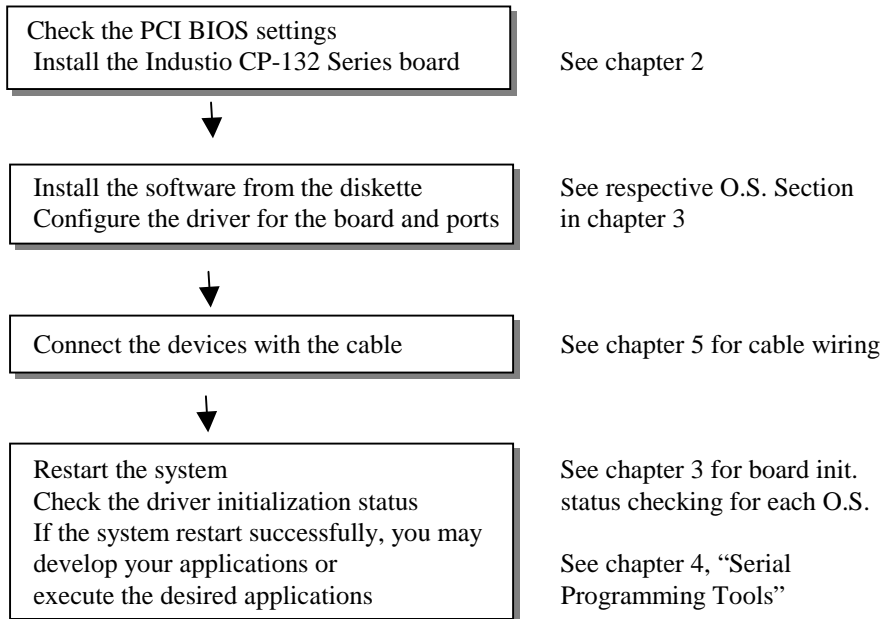 Check the PCI BIOS settings
Install the Industio CP-132 Series board
See chapter 2
Install the software from the diskette
Configure the driver for the board and ports
See respective O.S. Section
in chapter 3
Connect the devices with the cable
See chapter 5 for cable wiring
Restart the system
Check the driver initialization status
If the system restart successfully, you may
develop your applications or
execute the desired applications
See chapter 3 for board init.
status checking for each O.S.
See chapter 4, “Serial
Programming Tools”